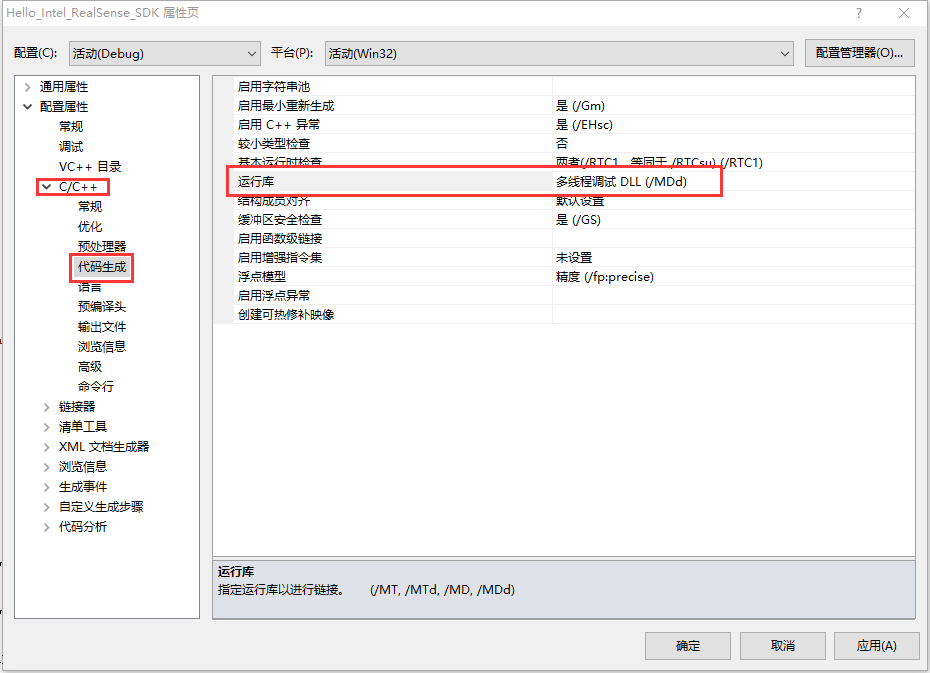 Hello_Intel_RealSense_SDK 属性页
配置(C): 活动(Debug) 平台(P): 活动(Win32) 配置管理器(O)...
通用属性
配置属性
常规
调试
VC++ 目录
C/C++
常规
优化
预处理器
代码生成
语言
预编译头
输出文件
浏览信息
高级
命令行
链接器
清单工具
XML 文档生成器
浏览信息
生成事件
自定义生成步骤
代码分析
启用字符串池
启用最小重新生成 是 (/Gm)
启用 C++ 异常 是 (/EHsc)
较小类型检查 否
基本运行时检查 两者(/RTC1，等同于 /RTCsu) (/RTC1)
运行库 多线程调试 DLL (/MDd)
结构成员对齐 默认设置
缓冲区安全检查 是 (/GS)
启用函数级链接
启用增强指令集 未设置
浮点模型 精度 (/fp:precise)
启用浮点异常
创建可热修补映像
运行库
指定运行库以进行链接。 (/MT, /MTd, /MD, /MDd)
确定 取消 应用(A)